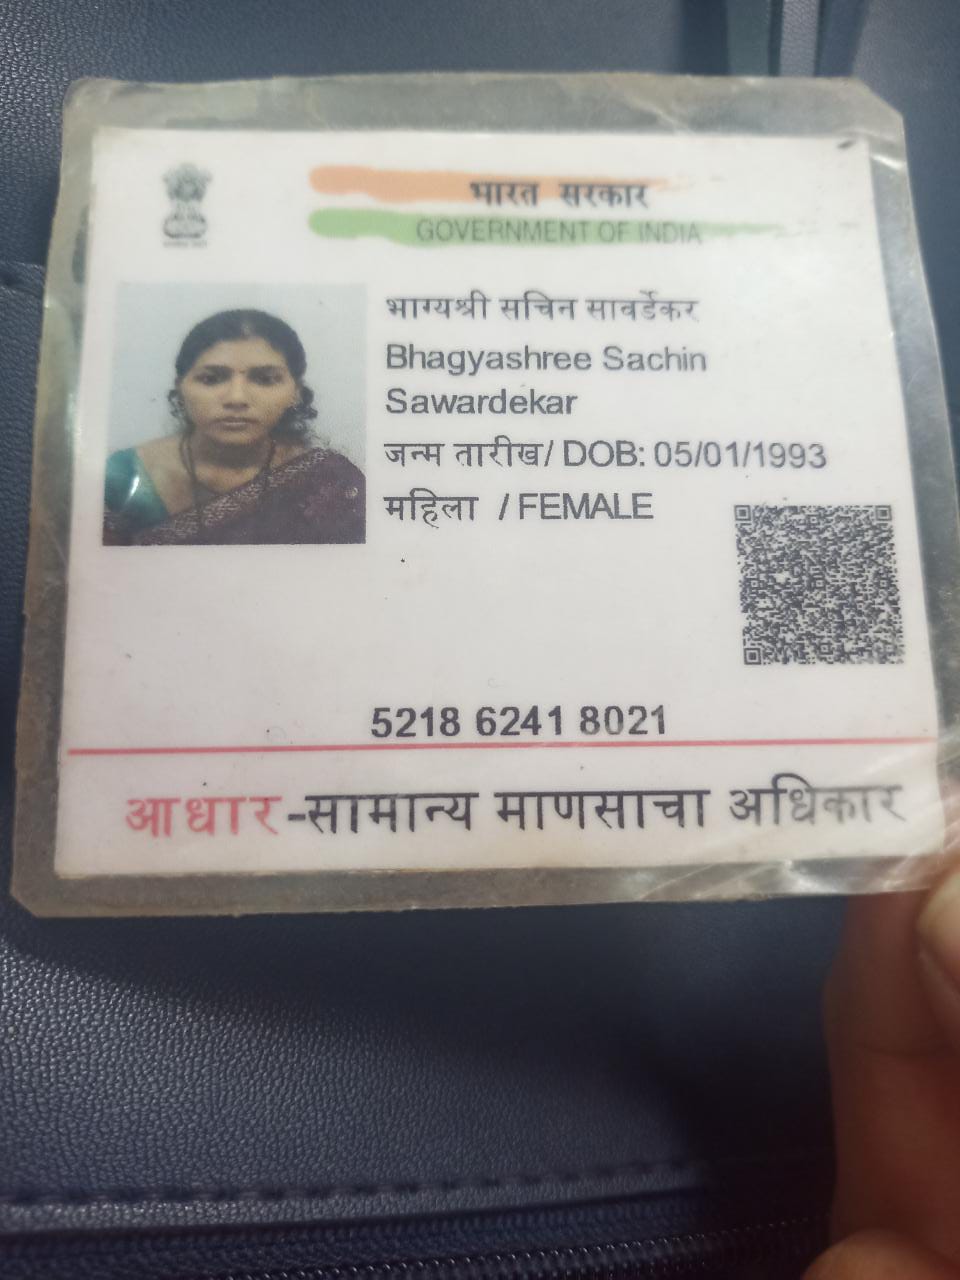 भारत सरकार
GOVERNMENT OF INDIA
भाग्यश्री सचिन सावर्डेकर
Bhagyashree Sachin
Sawardekar
जन्म तारीख/ DOB: 05/01/1993
महिला / FEMALE
5218 6241 8021
आधार-सामान्य माणसाचा अधिकार